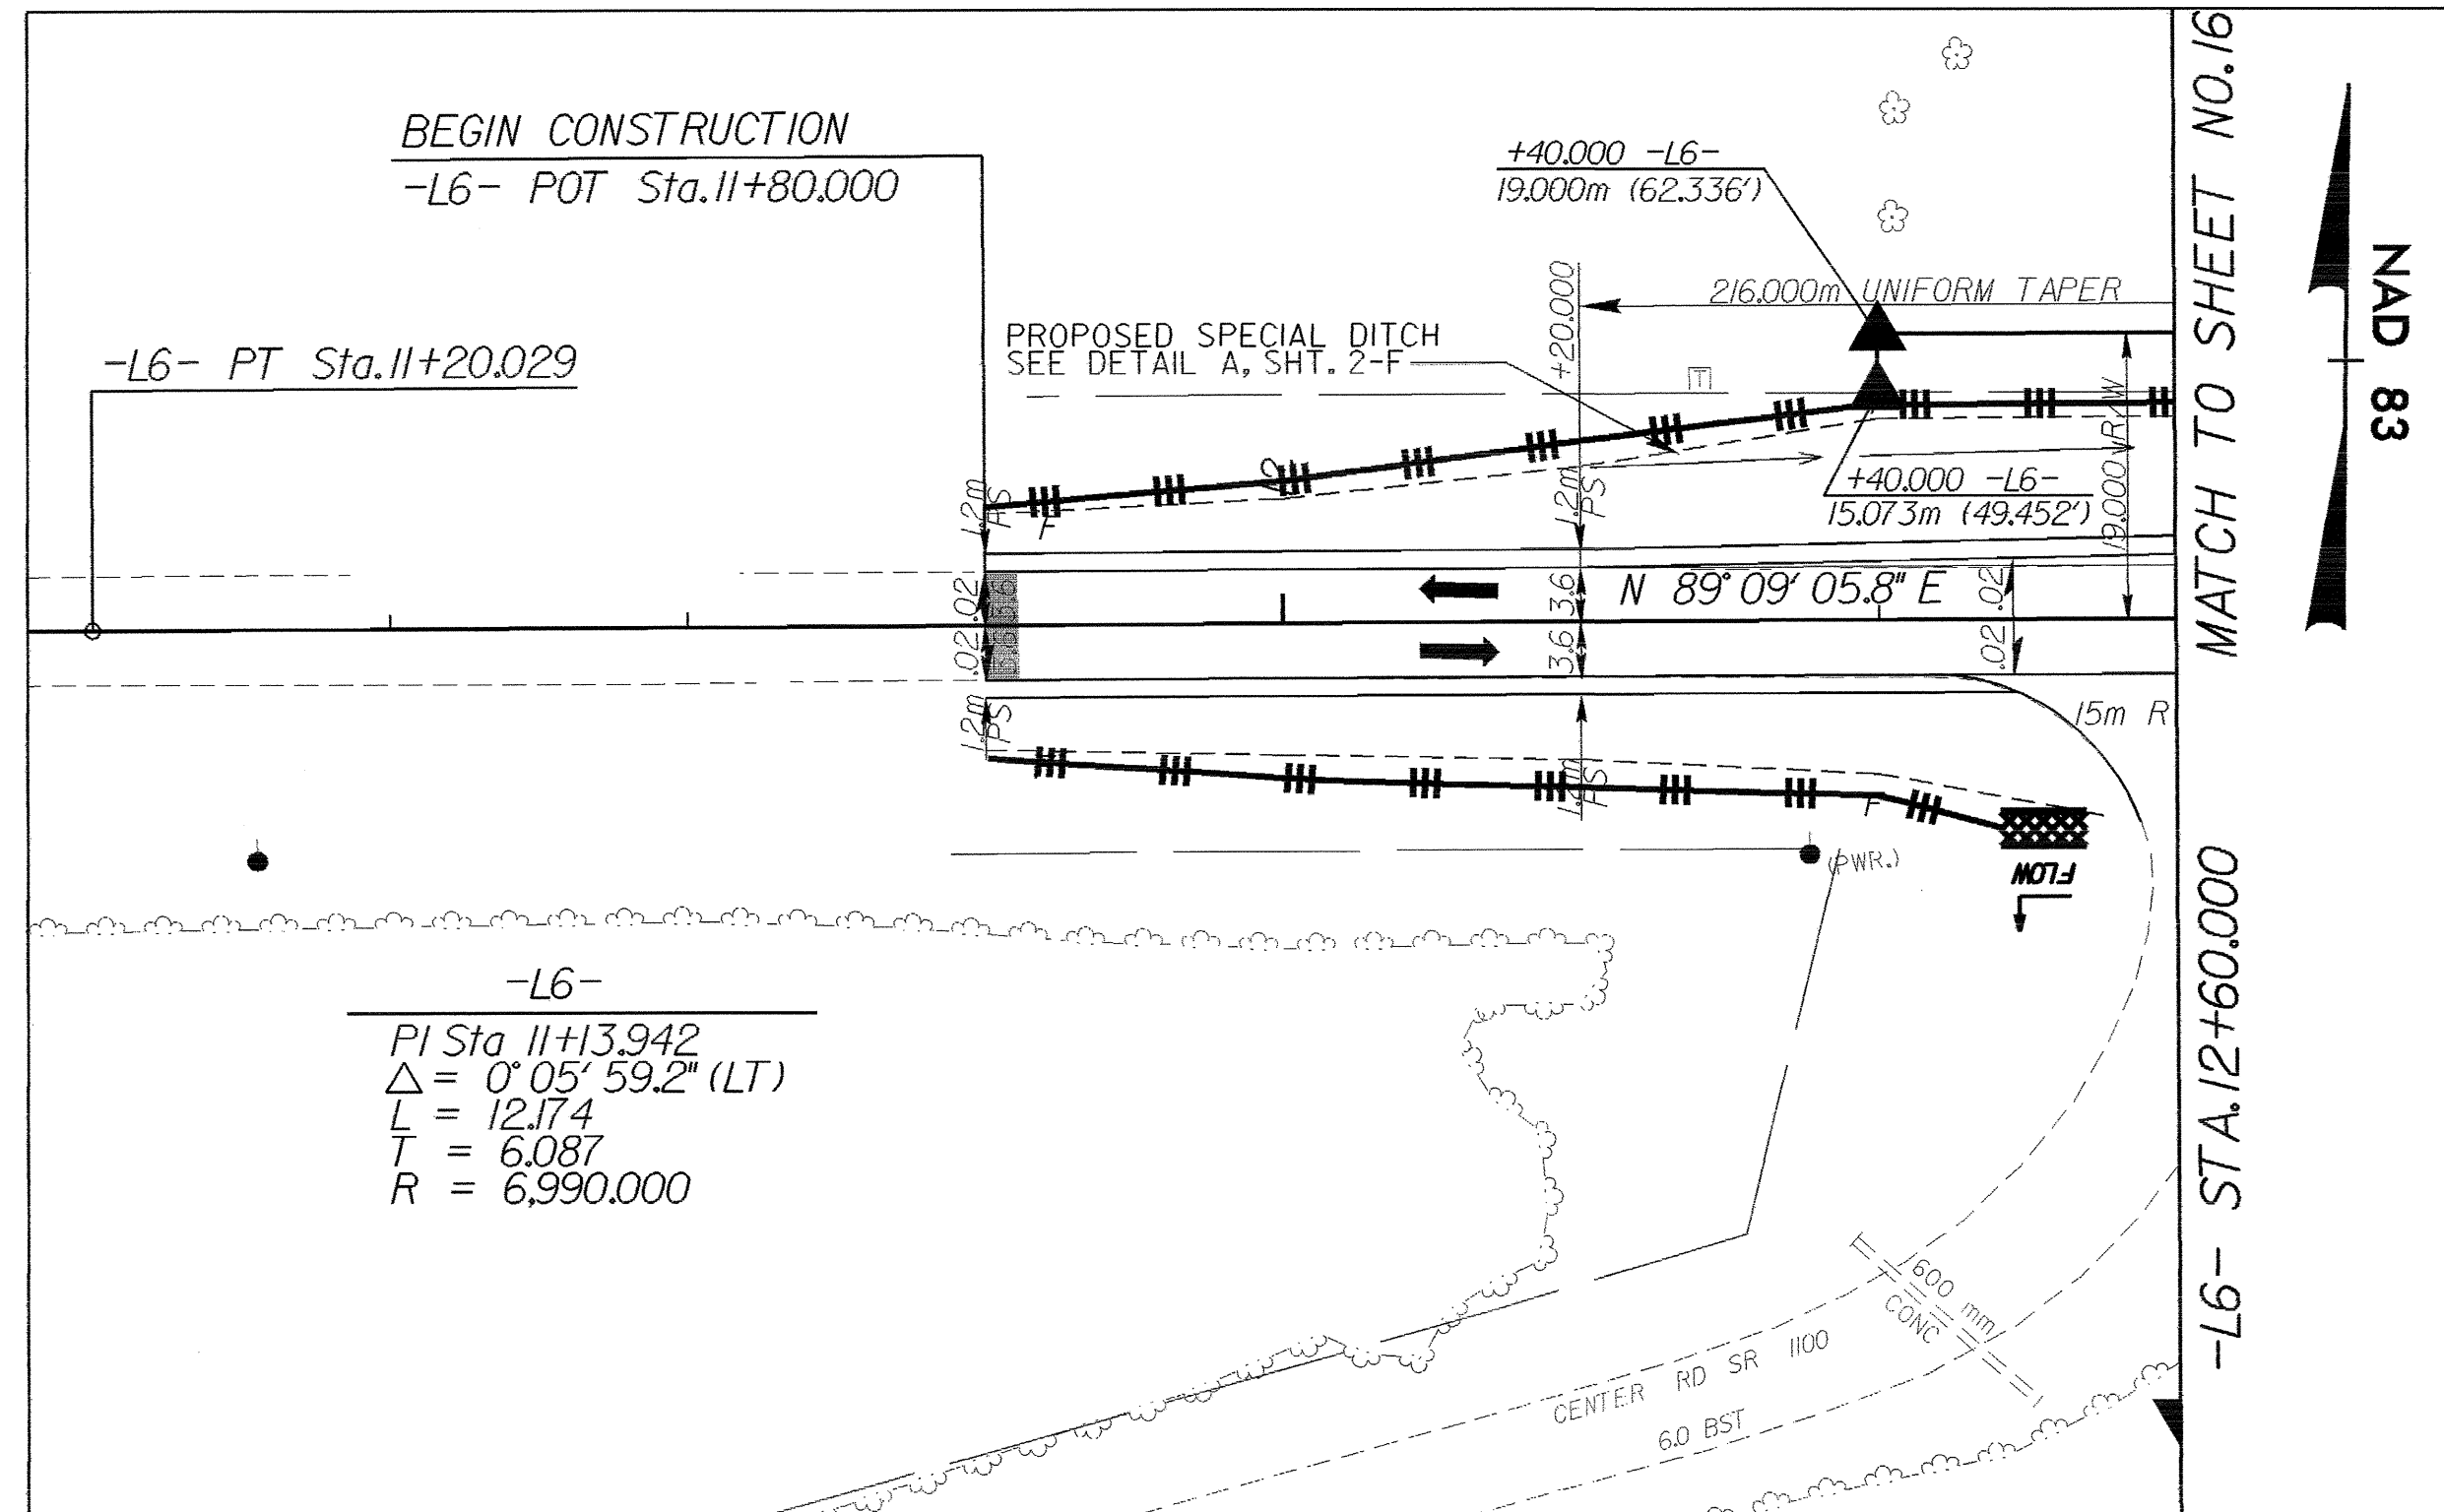 BEGIN CONSTRUCTION
-L6- POT Sta. 11+80.000
-L6- PT Sta. 11+20.029
+40.000 -L6-
19.000m (62.336')
216.000m UNIFORM TAPER
+20.000
PROPOSED SPECIAL DITCH
SEE DETAIL A, SHT. 2-F
T
+40.000 -L6-
15.073m (49.452')
19.000 R/W
1.2m
PS
1.2m
PS
F
N 89° 09' 05.8" E
.02
.02
3.6
3.6
3.6
3.6
.02
.02
1.2m
PS
1.2m
PS
15m R
F
(PWR.)
FLOW
-L6-
PI Sta 11+13.942
△ = 0° 05' 59.2" (LT)
L = 12.174
T = 6.087
R = 6,990.000
600 mm
CONC
CENTER RD SR 1100
6.0 BST
MATCH TO SHEET NO. 16
-L6- STA. 12+60.000
NAD 83